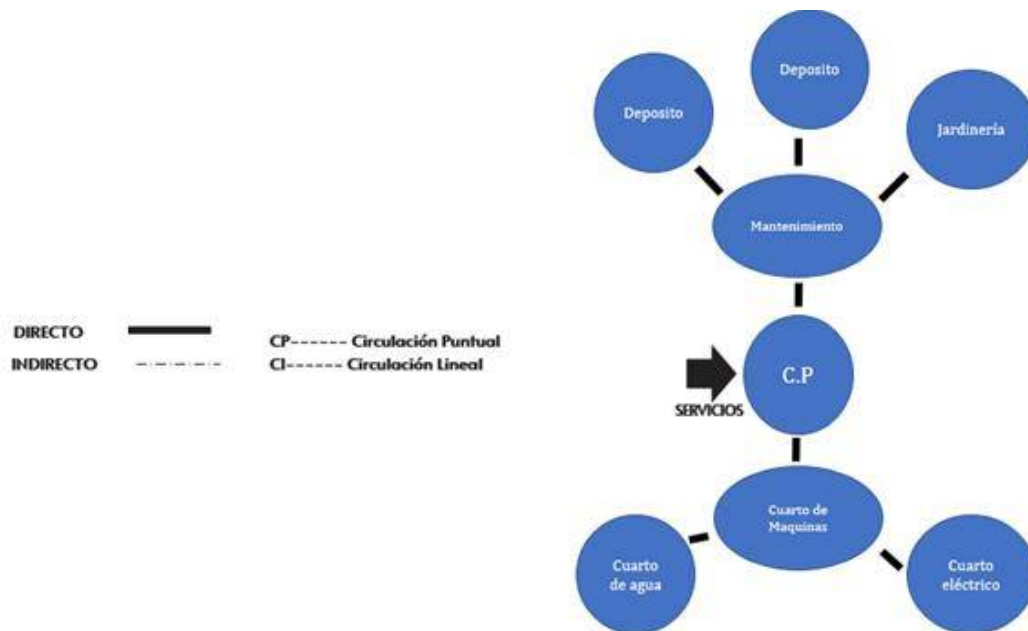 Deposito
Deposito
Jardinería
Mantenimiento
DIRECTO
INDIRECTO
CP------ Circulación Puntual
CI------ Circulación Lineal
C.P
SERVICIOS
Cuarto de
Maquinas
Cuarto
de agua
Cuarto
eléctrico